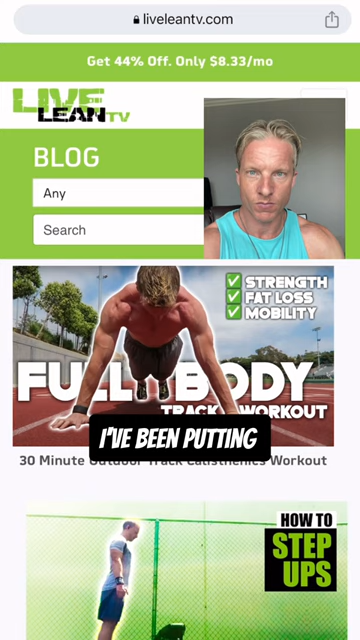 liveleantv.com
Get 44% Off. Only $8.33/mo
LIVE
LEAN TV
BLOG
Any
Search
STRENGTH
FAT LOSS
MOBILITY
FULL BODY
TRACK WORKOUT
I'VE BEEN PUTTING
30 Minute Outdoor Track Calisthenics Workout
HOW TO
STEP
UPS